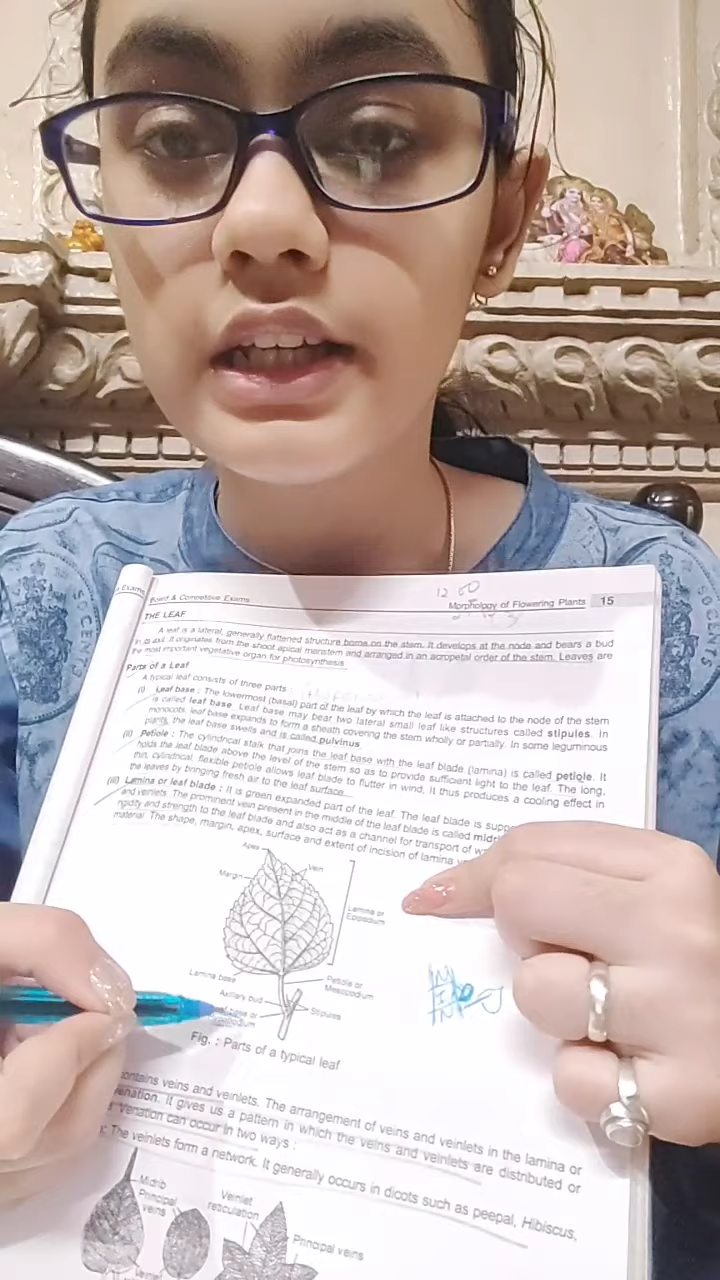 Exams
Board & Competitive Exams
12 60
Morphology of Flowering Plants 15
THE LEAF
A leaf is a lateral, generally flattened structure borne on the stem. It develops at the node and bears a bud
in its axil. It originates from the shoot apical meristem and arranged in an acropetal order of the stem. Leaves are
the most important vegetative organ for photosynthesis.
Parts of a Leaf
A typical leaf consists of three parts :
(i) Leaf base : The lowermost (basal) part of the leaf by which the leaf is attached to the node of the stem
is called leaf base. Leaf base may bear two lateral small leaf like structures called stipules. In
monocots, leaf base expands to form a sheath covering the stem wholly or partially. In some leguminous
plants, the leaf base swells and is called pulvinus
(ii) Petiole : The cylindrical stalk that joins the leaf base with the leaf blade (lamina) is called petiole. It
holds the leaf blade above the level of the stem so as to provide sufficient light to the leaf. The long,
thin, cylindrical, flexible petiole allows leaf blade to flutter in wind. It thus produces a cooling effect in
the leaves by bringing fresh air to the leaf surface.
(iii) Lamina or leaf blade : It is green expanded part of the leaf. The leaf blade is
and veinlets. The prominent vein present in the middle of the leaf blade is called
rigidity and strength to the leaf blade and also act as a channel for transport of
material. The shape, margin, apex, surface and extent of incision of lamina
Apex
Vein
Margin
Lamina or
Epipodium
Lamina base
Petiole or
Mesopodium
Axillary bud
Stipules
base or
Fig. : Parts of a typical leaf
contains veins and veinlets. The arrangement of veins and veinlets in the lamina or
venation. It gives us a pattern in which the veins and veinlets are distributed or
Venation can occur in two ways :
The veinlets form a network. It generally occurs in dicots such as peepal, Hibiscus,
Midrib
Principal
veins
Veinlet
reticulation
Principal veins